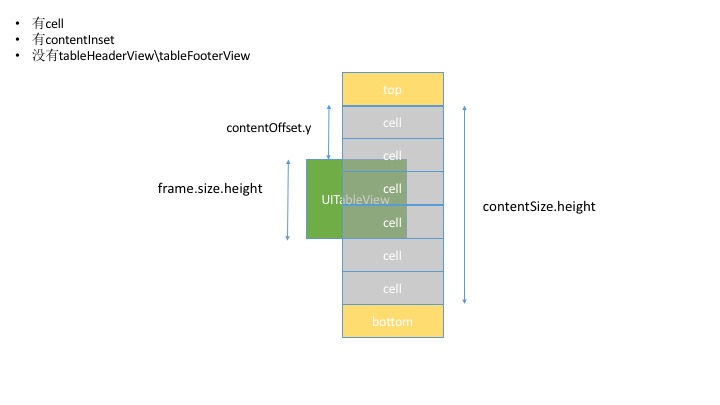 • 有cell
• 有contentInset
• 没有tableHeaderView\tableFooterView
top
contentOffset.y
cell
cell
frame.size.height
cell
UITableView
contentSize.height
cell
cell
cell
bottom